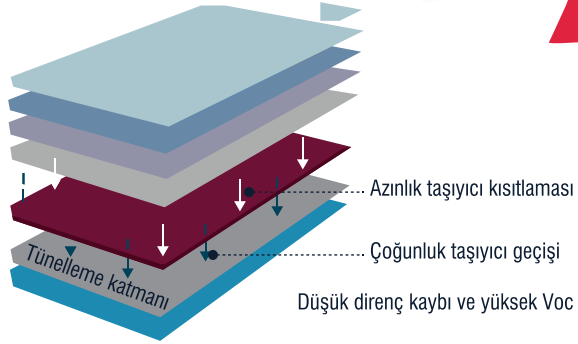 Azınlık taşıyıcı kısıtlaması
Çoğunluk taşıyıcı geçişi
Tünelleme katmanı
Düşük direnç kaybı ve yüksek Voc